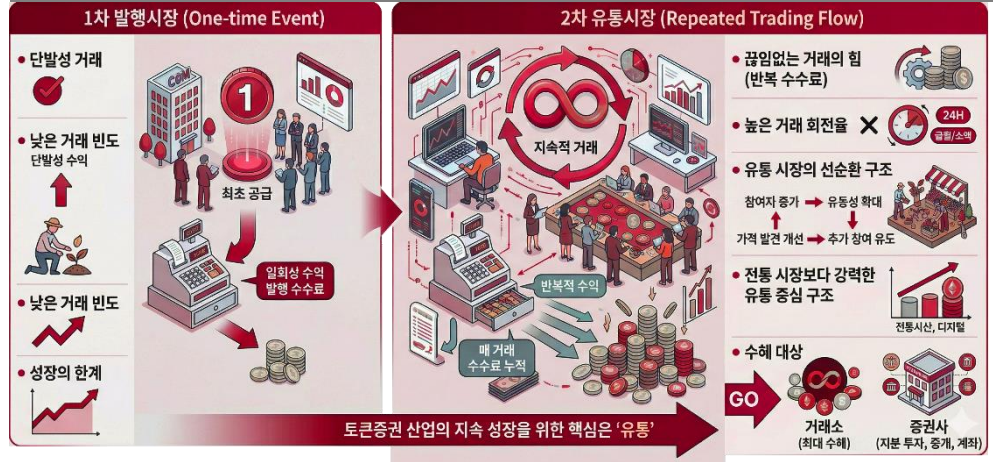 1차 발행시장 (One-time Event)
• 단발성 거래
• 낮은 거래 빈도
단발성 수익
• 낮은 거래 빈도
• 성장의 한계
COM
1
최초 공급
일회상 수익
발행 수수료
2차 유통시장 (Repeated Trading Flow)
지속적 거래
반복적 수익
매 거래
수수료 누적
• 끊임없는 거래의 힘
(반복 수수료)
• 높은 거래 회전율
24H
글월/소액
• 유통 시장의 선순환 구조
참여자 증가
유동성 확대
가격 발견 개선
추가 참여 유도
• 전통 시장보다 강력한
유통 중심 구조
전통시산, 디지털
• 수혜 대상
GO
거래소
(최대 수혜)
증권사
(지분 투자, 중개, 계좌)
토큰증권 산업의 지속 성장을 위한 핵심은 ‘유통’